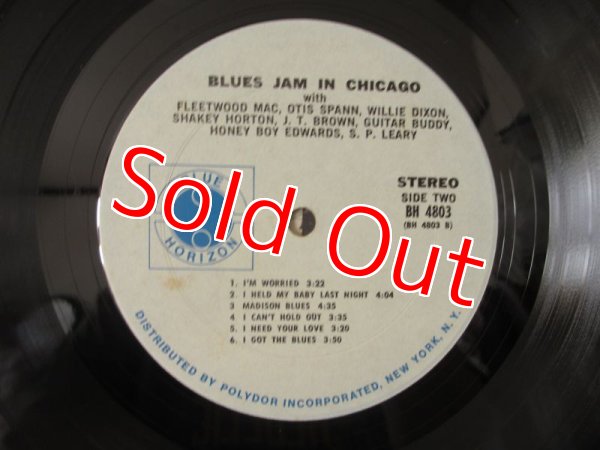 BLUES JAM IN CHICAGO
with
FLEETWOOD MAC, OTIS SPANN, WILLIE DIXON,
SHAKEY HORTON, J. T. BROWN, GUITAR BUDDY,
HONEY BOY EDWARDS, S. P. LEARY
BLUE
HORIZON
STEREO
SIDE TWO
BH 4803
(BH 4803 B)
Sold Out
1. I'M WORRIED 3:22
2. I HELD MY BABY LAST NIGHT 4:04
3 MADISON BLUES 4:35
4 I CAN'T HOLD OUT 3:35
5. I NEED YOUR LOVE 3:20
6. I GOT THE BLUES 3:50
DISTRIBUTED BY POLYDOR INCORPORATED, NEW YORK, N. Y.